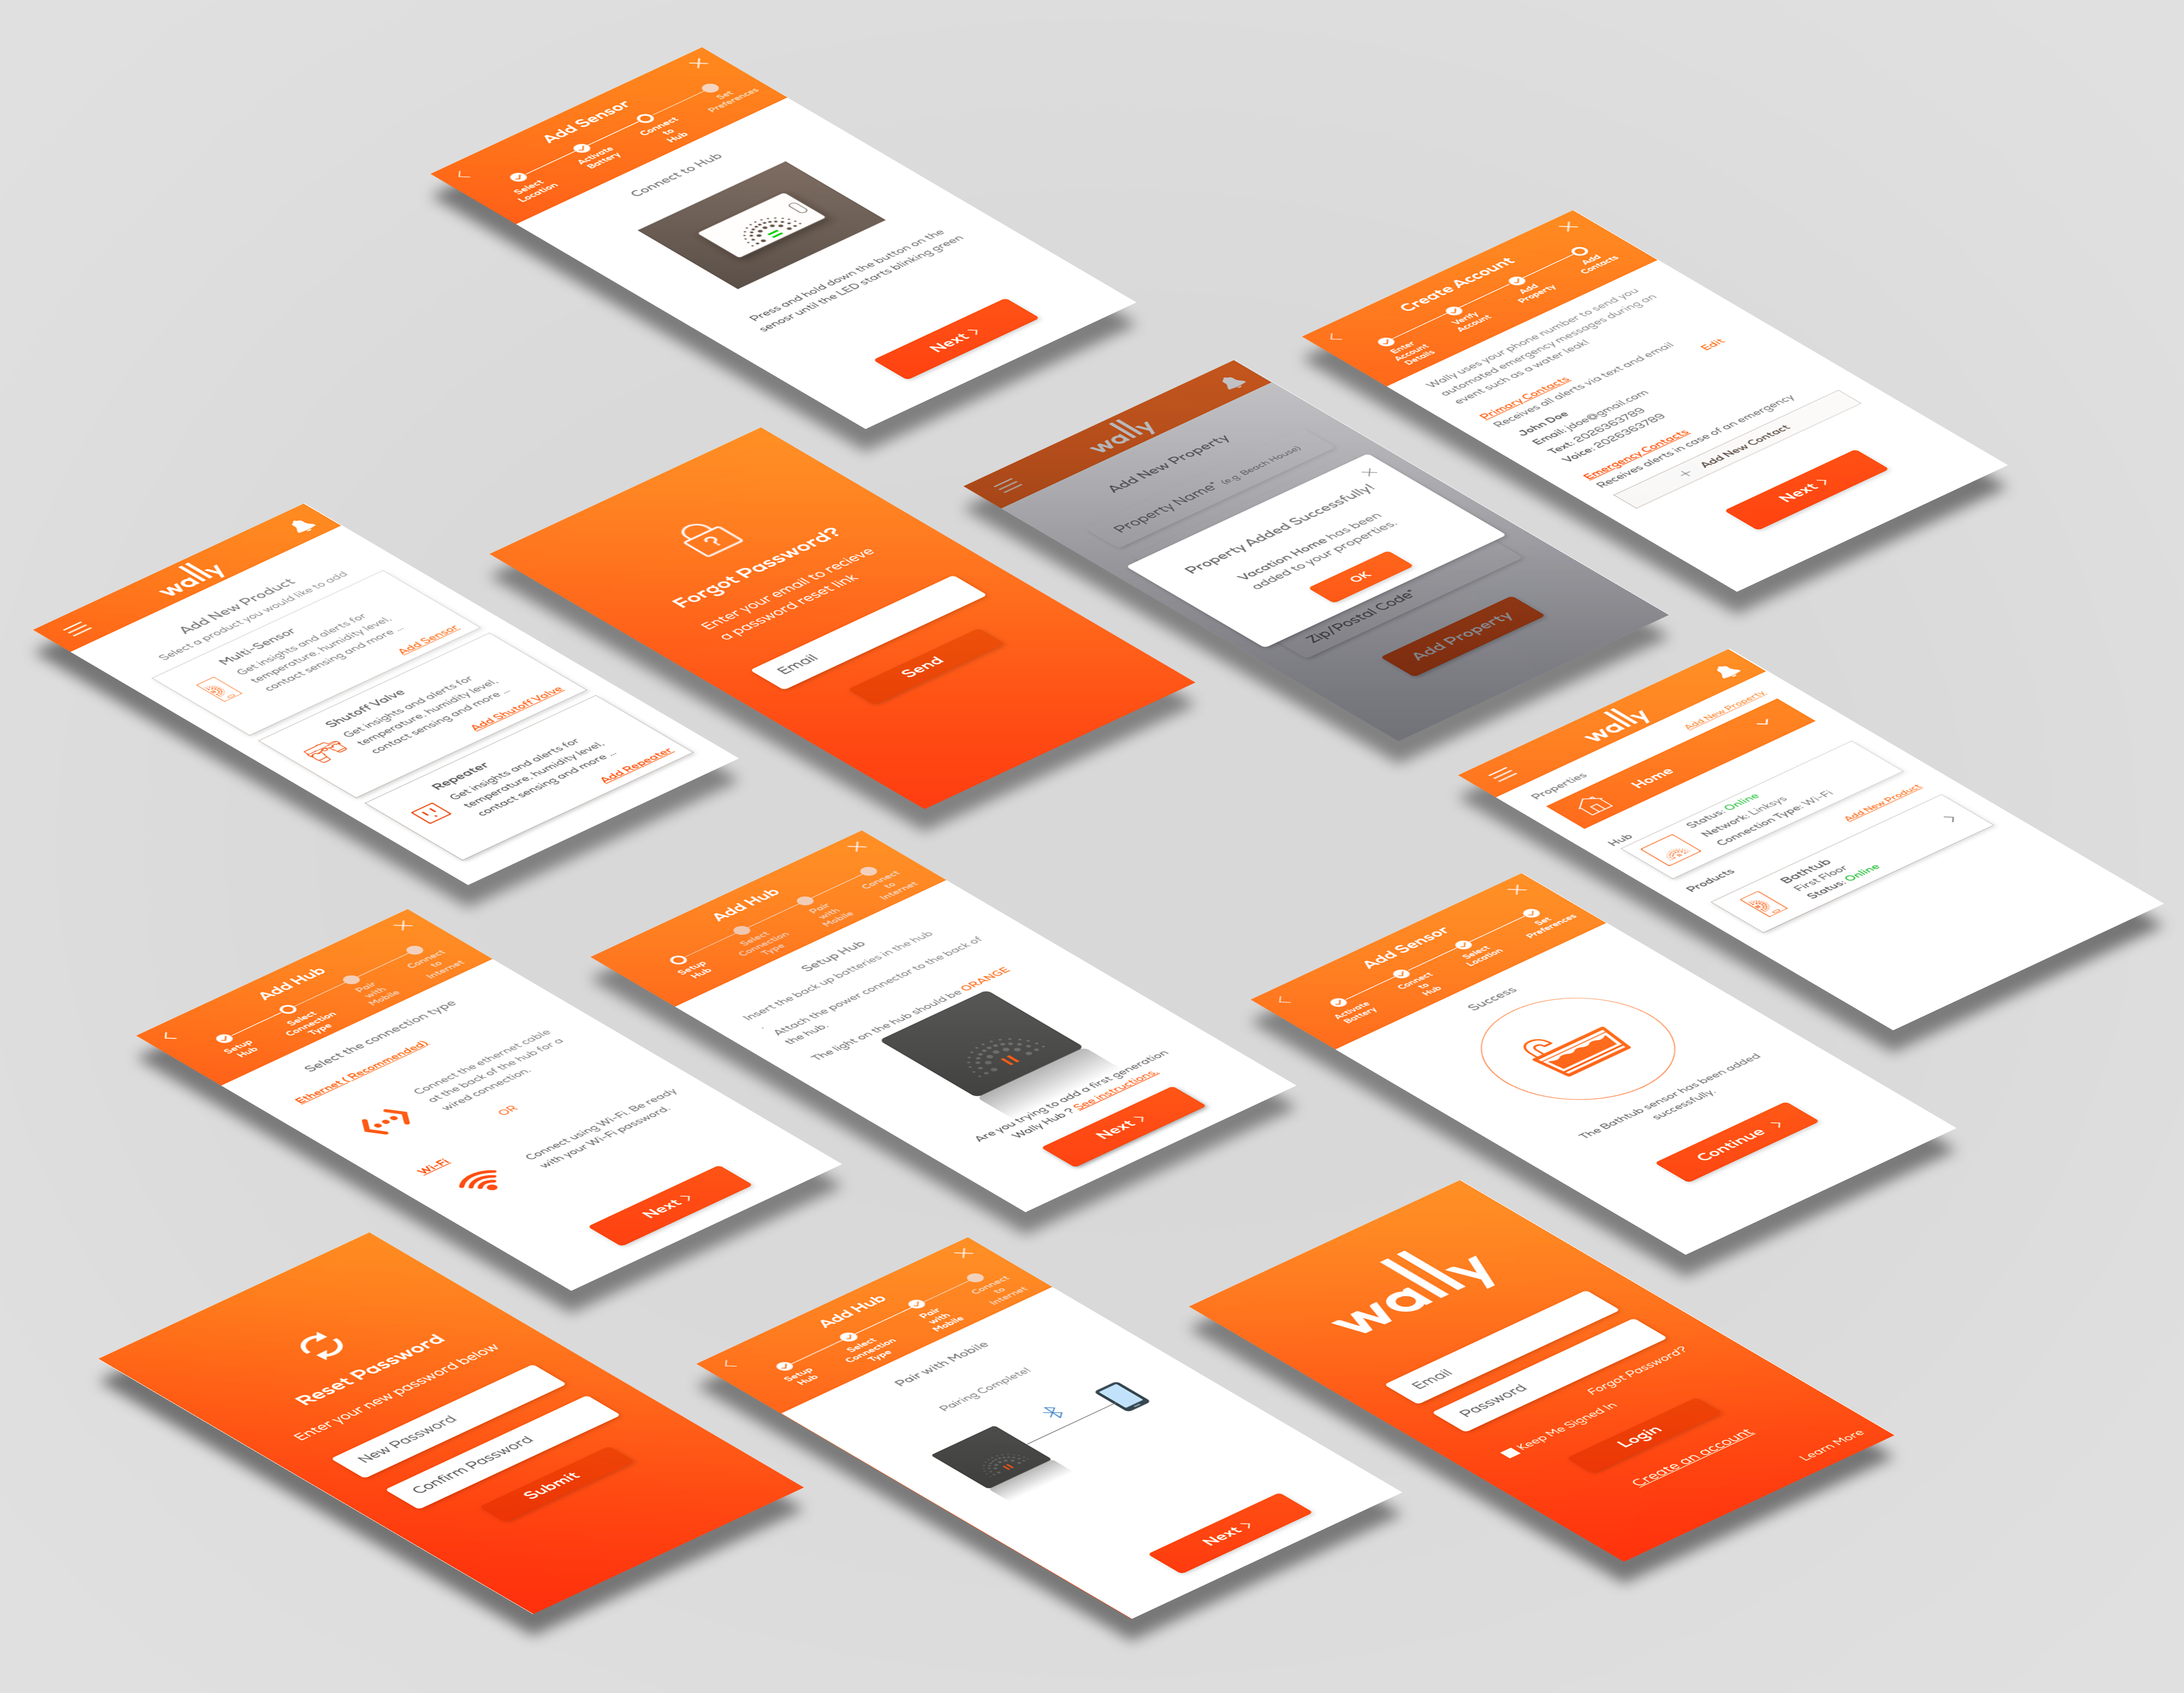 Add Sensor
Select
Location
Activate
Battery
Connect
to
Hub
Set
Preferences
Connect to Hub
Press and hold down the button on the
senosr until the LED starts blinking green
Next >
Create Account
Enter
Account
Details
Verify
Account
Add
Property
Add
Contacts
Wally uses your phone number to send you
automated emergency messages during an
event such as a water leak!
Primary Contacts
Edit
Receives all alerts via text and email
John Doe
Email: jdoe@gmail.com
Text: 2026363789
Voice: 2026363789
Emergency Contacts
Receives alerts in case of an emergency
+ Add New Contact
Next >
wally
Add New Property
Property Name* (e.g. Beach House)
Property Added Successfully!
Vacation Home has been
added to your properties.
OK
Zip/Postal Code*
Add Property
Forgot Password?
Enter your email to recieve
a password reset link
Email
Send
wally
Add New Product
Select a product you would like to add
Multi-Sensor
Get insights and alerts for
temperature, humidity level,
contact sensing and more ...
Add Sensor
Shutoff Valve
Get insights and alerts for
temperature, humidity level,
contact sensing and more ...
Add Shutoff Valve
Repeater
Get insights and alerts for
temperature, humidity level,
contact sensing and more ...
Add Repeater
wally
Properties
Add New Property
Home
Hub
Status: Online
Network: Linksys
Connection Type: Wi-Fi
Products
Add New Product
Bathtub
First Floor
Status: Online
Add Hub
Setup
Hub
Select
Connection
Type
Pair
with
Mobile
Connect
to
Internet
Setup Hub
Insert the back up batteries in the hub
.
Attach the power connector to the back of
the hub.
The light on the hub should be ORANGE
Are you trying to add a first generation
Wally Hub ? See instructions.
Next >
Add Hub
Setup
Hub
Select
Connection
Type
Pair
with
Mobile
Connect
to
Internet
Select the connection type
Ethernet ( Recommended)
Connect the ethernet cable
at the back of the hub for a
wired connection.
OR
Wi-Fi
Connect using Wi-Fi. Be ready
with your Wi-Fi password.
Next >
Add Sensor
Activate
Battery
Connect
to
Hub
Select
Location
Set
Preferences
Success
The Bathtub sensor has been added
successfully.
Continue >
Reset Password
Enter your new password below
New Password
Confirm Password
Submit
Add Hub
Setup
Hub
Select
Connection
Type
Pair
with
Mobile
Connect
to
Internet
Pair with Mobile
Pairing Complete!
Next >
wally
Email
Password
Forgot Password?
Keep Me Signed In
Login
Create an account
Learn More